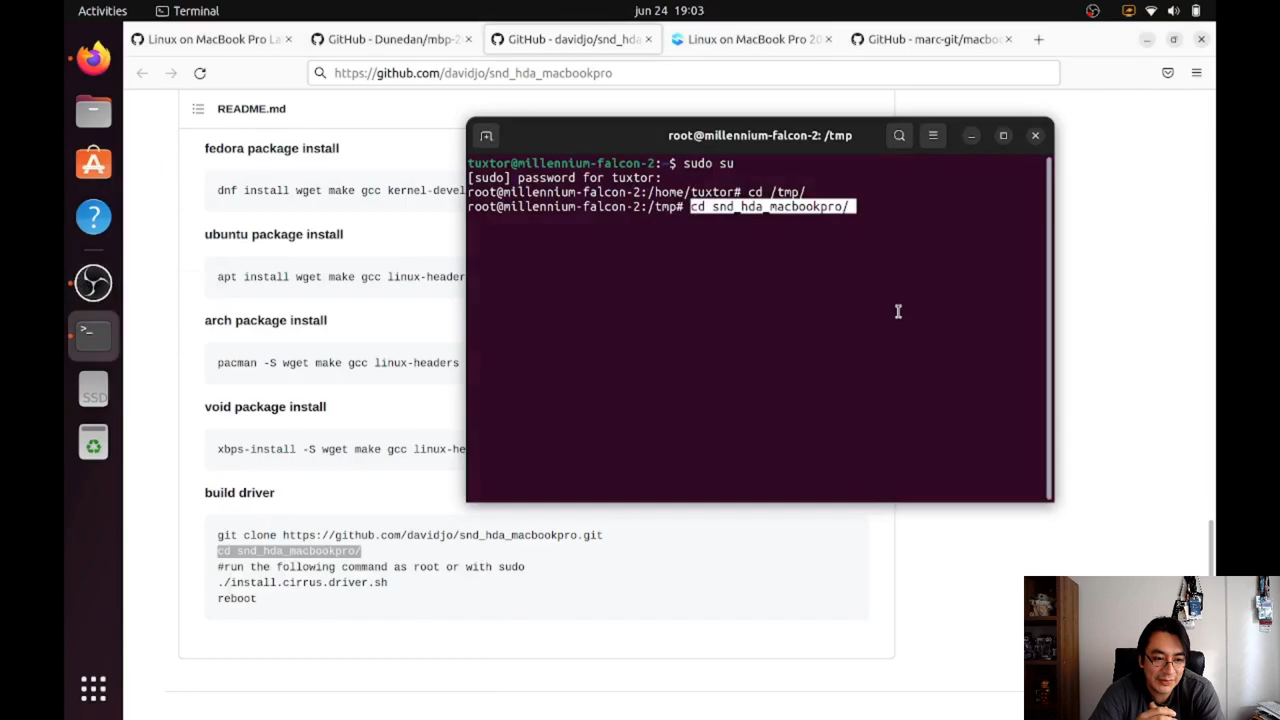 Activities
Terminal
jun 24 19:03
Linux on MacBook Pro La
GitHub - Dunedan/mbp-2
GitHub - davidjo/snd_hda
Linux on MacBook Pro 20
GitHub - marc-git/macboo
https://github.com/davidjo/snd_hda_macbookpro
README.md
fedora package install
dnf install wget make gcc kernel-devel
ubuntu package install
apt install wget make gcc linux-header
arch package install
pacman -S wget make gcc linux-headers
void package install
xbps-install -S wget make gcc linux-he
build driver
git clone https://github.com/davidjo/snd_hda_macbookpro.git
cd snd_hda_macbookpro/
#run the following command as root or with sudo
./install.cirrus.driver.sh
reboot
root@millennium-falcon-2: /tmp
tuxtor@millennium-falcon-2:~$ sudo su
[sudo] password for tuxtor:
root@millennium-falcon-2:/home/tuxtor# cd /tmp/
root@millennium-falcon-2:/tmp# cd snd_hda_macbookpro/
SSD